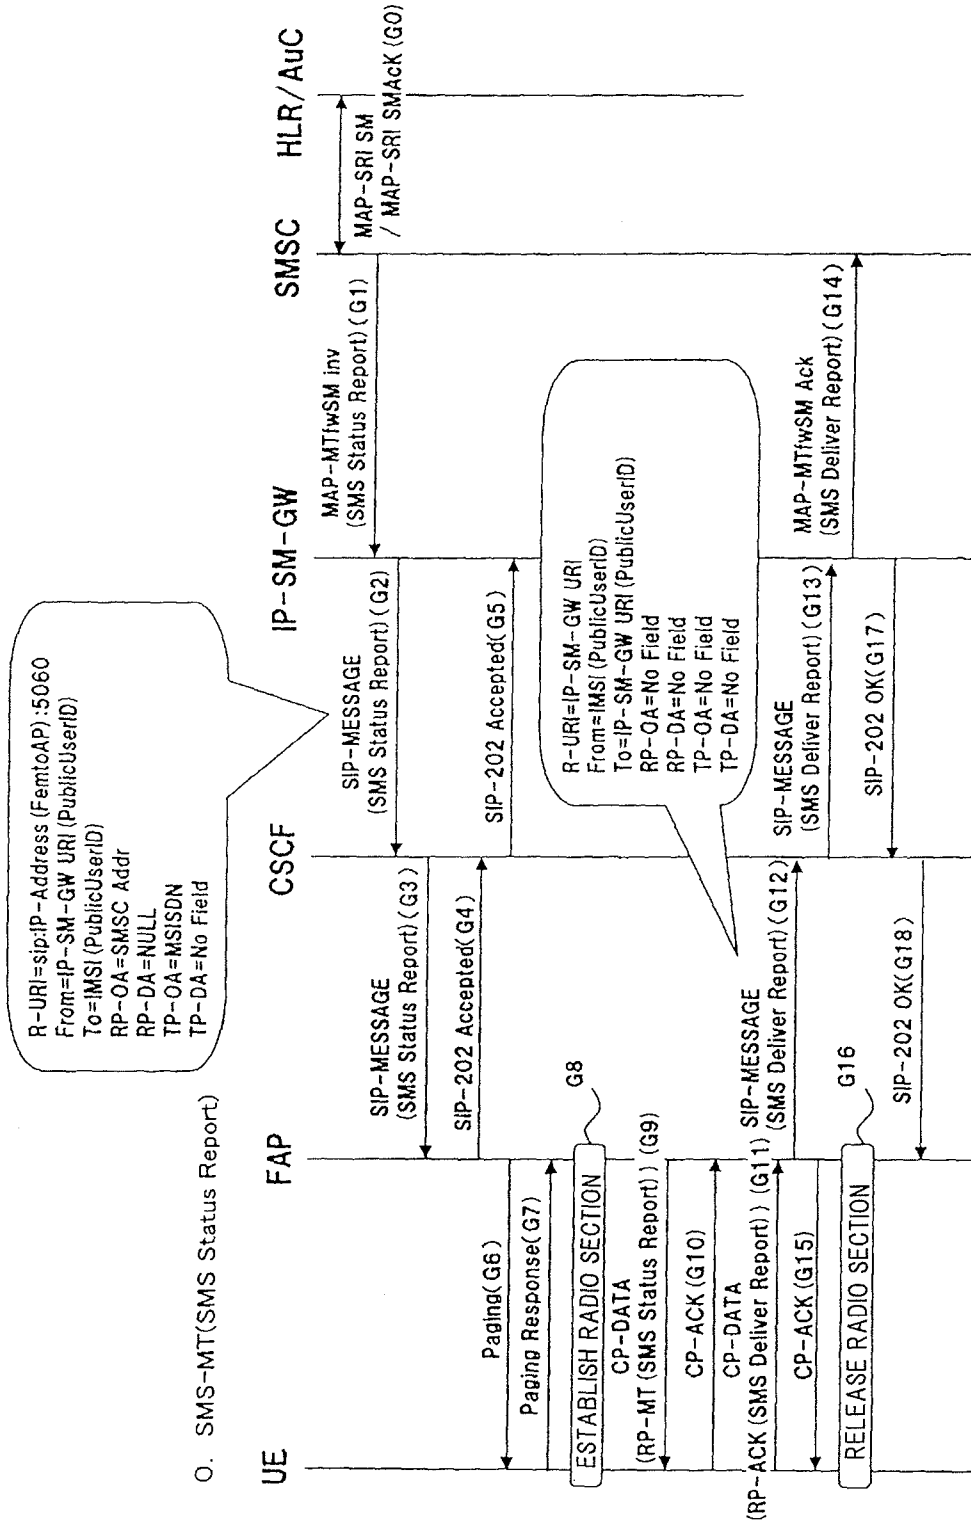 O. SMS-MT(SMS Status Report)
R-URI=sip:IP-Address(FemtoAP):5060
From=IP-SM-GW URI(PublicUserID)
To=IMSI(PublicUserID)
RP-OA=SMSC Addr
RP-DA=NULL
TP-OA=MSISDN
TP-DA=No Field
UE
FAP
CSCF
IP-SM-GW
SMSC
HLR/AuC
MAP-SRI SM
/ MAP-SRI SMAcK(G0)
MAP-MTfwSM inv
(SMS Status Report)(G1)
SIP-MESSAGE
(SMS Status Report)(G2)
SIP-MESSAGE
(SMS Status Report)(G3)
SIP-202 Accepted(G4)
SIP-202 Accepted(G5)
Paging(G6)
Paging Response(G7)
ESTABLISH RADIO SECTION
G8
CP-DATA
(RP-MT(SMS Status Report)) (G9)
CP-ACK(G10)
CP-DATA
(RP-ACK(SMS Deliver Report)) (G11)
R-URI=IP-SM-GW URI
From=IMSI(PublicUserID)
To=IP-SM-GW URI(PublicUserID)
RP-OA=No Field
RP-DA=No Field
TP-OA=No Field
TP-DA=No Field
SIP-MESSAGE
(SMS Deliver Report)(G12)
SIP-MESSAGE
(SMS Deliver Report)(G13)
MAP-MTfwSM Ack
(SMS Deliver Report)(G14)
CP-ACK(G15)
RELEASE RADIO SECTION
G16
SIP-202 OK(G17)
SIP-202 OK(G18)